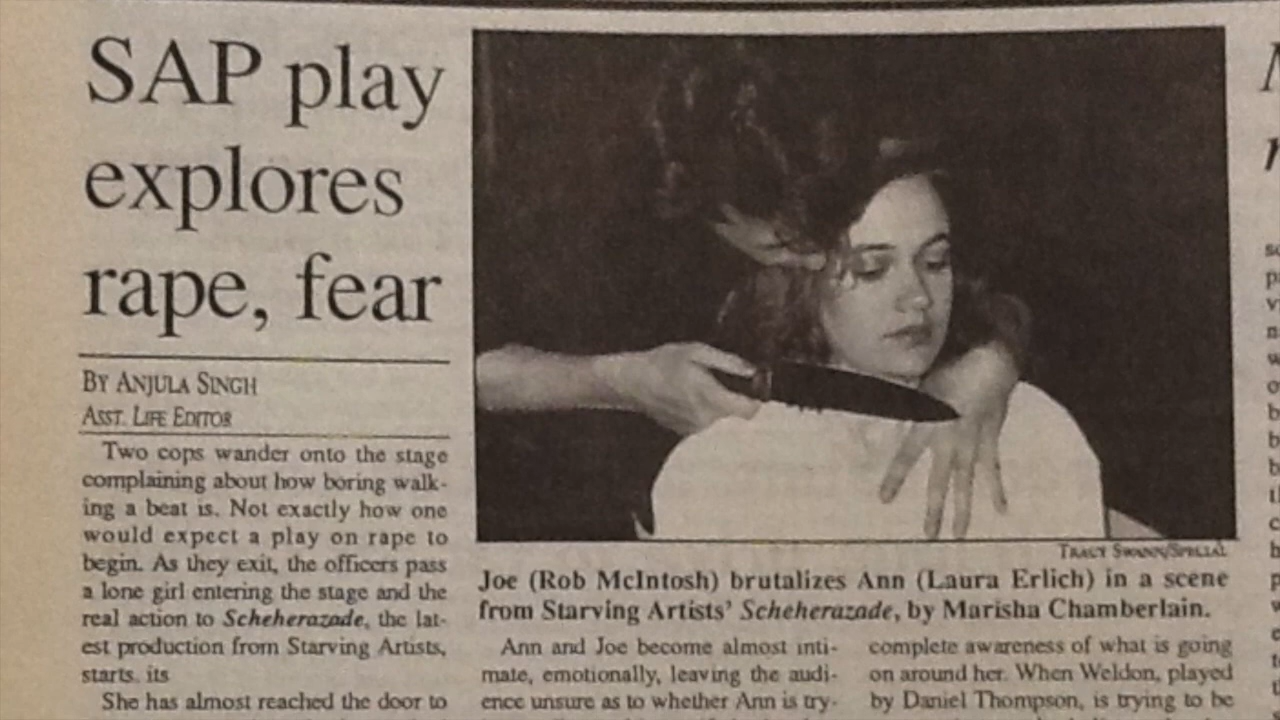 SAP play
explores
rape, fear
BY ANJULA SINGH
ASST. LIFE EDITOR
Two cops wander onto the stage
complaining about how boring walk-
ing a beat is. Not exactly how one
would expect a play on rape to
begin. As they exit, the officers pass
a lone girl entering the stage and the
real action to Scheherazade, the lat-
est production from Starving Artists,
starts. its
She has almost reached the door to
TRACY SWANN/SPECIAL
Joe (Rob McIntosh) brutalizes Ann (Laura Erlich) in a scene
from Starving Artists' Scheherazade, by Marisha Chamberlain.
Ann and Joe become almost inti-
mate, emotionally, leaving the audi-
ence unsure as to whether Ann is try-
complete awareness of what is going
on around her. When Weldon, played
by Daniel Thompson, is trying to be